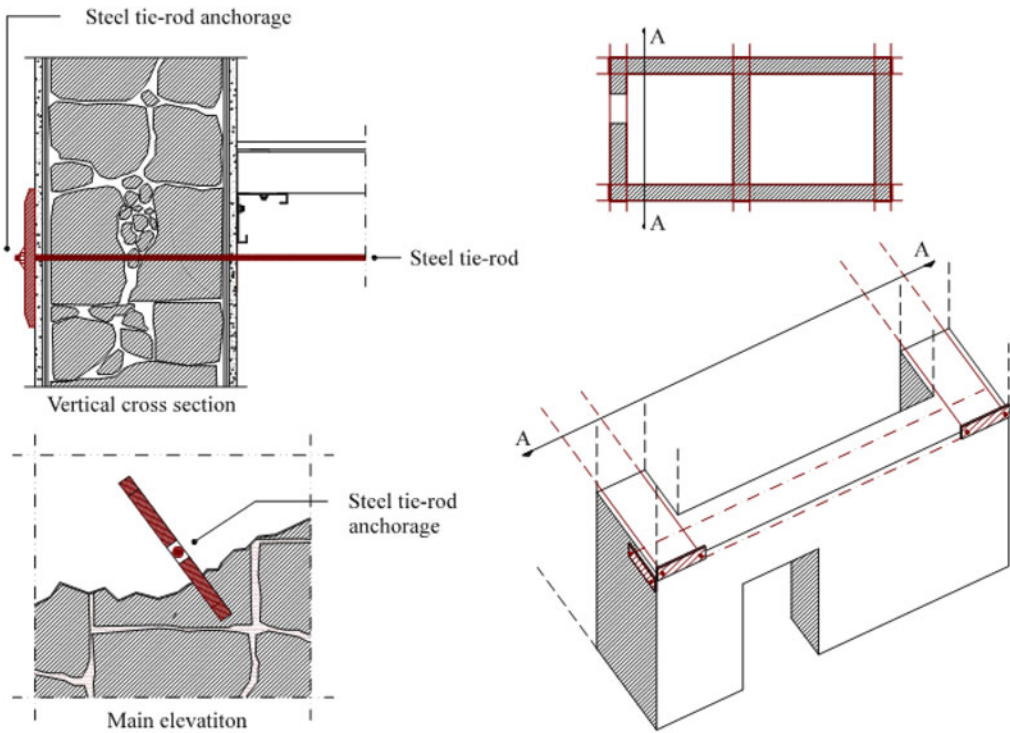 Steel tie-rod anchorage
Steel tie-rod
Vertical cross section
Steel tie-rod
anchorage
Main elevatiton
A
A
A
A